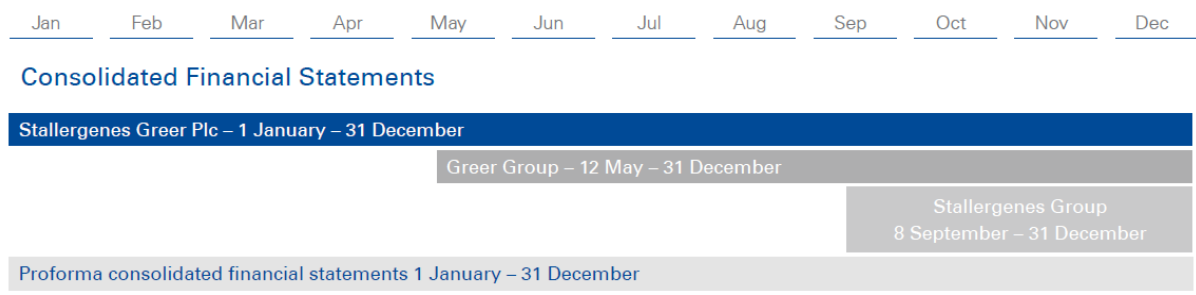 Jan Feb Mar Apr May Jun Jul Aug Sep Oct Nov Dec
Consolidated Financial Statements
Stallergenes Greer Plc – 1 January – 31 December
Greer Group – 12 May – 31 December
Stallergenes Group
8 September – 31 December
Proforma consolidated financial statements 1 January – 31 December